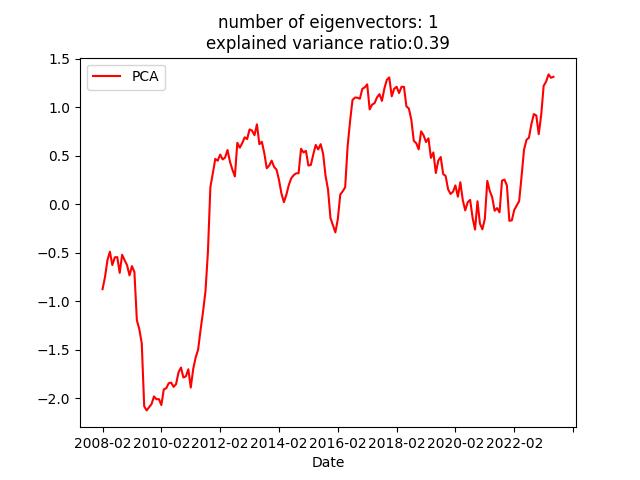 number of eigenvectors: 1
explained variance ratio:0.39
PCA
1.5
1.0
0.5
0.0
−0.5
−1.0
−1.5
−2.0
2008-02 2010-02 2012-02 2014-02 2016-02 2018-02 2020-02 2022-02
Date